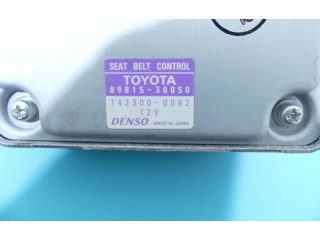 SEAT BELT CONTROL
TOYOTA
89815-30050
142300-0082
12V
DENSO MADE IN JAPAN